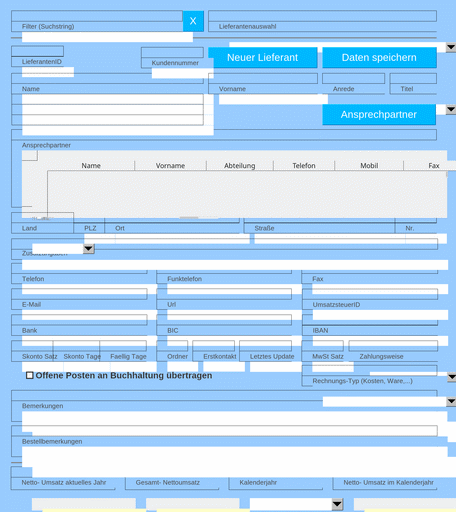 Filter (Suchstring) X Lieferantenauswahl
LieferantenID Kundennummer Neuer Lieferant Daten speichern
Name Vorname Anrede Titel
Ansprechpartner
Ansprechpartner
Name Vorname Abteilung Telefon Mobil Fax
Land PLZ Ort Straße Nr.
Zusatzangaben
Telefon Funktelefon Fax
E-Mail Url UmsatzsteuerID
Bank BIC IBAN
Skonto Satz Skonto Tage Faellig Tage Ordner Erstkontakt Letztes Update MwSt Satz Zahlungsweise
Offene Posten an Buchhaltung übertragen
Rechnungs-Typ (Kosten, Ware,...)
Bemerkungen
Bestellbemerkungen
Netto- Umsatz aktuelles Jahr Gesamt- Nettoumsatz Kalenderjahr Netto- Umsatz im Kalenderjahr